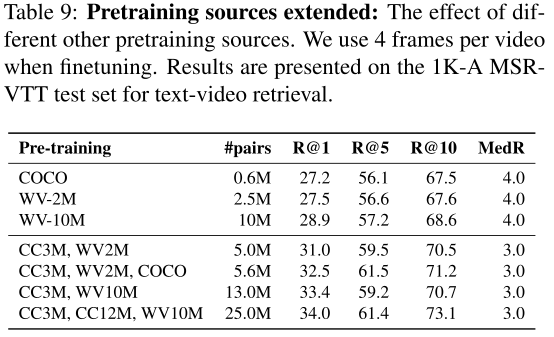 Table 9: Pretraining sources extended: The effect of dif-
ferent other pretraining sources. We use 4 frames per video
when finetuning. Results are presented on the 1K-A MSR-
VTT test set for text-video retrieval.
Pre-training #pairs R@1 R@5 R@10 MedR
COCO 0.6M 27.2 56.1 67.5 4.0
WV-2M 2.5M 27.5 56.6 67.6 4.0
WV-10M 10M 28.9 57.2 68.6 4.0
CC3M, WV2M 5.0M 31.0 59.5 70.5 3.0
CC3M, WV2M, COCO 5.6M 32.5 61.5 71.2 3.0
CC3M, WV10M 13.0M 33.4 59.2 70.7 3.0
CC3M, CC12M, WV10M 25.0M 34.0 61.4 73.1 3.0